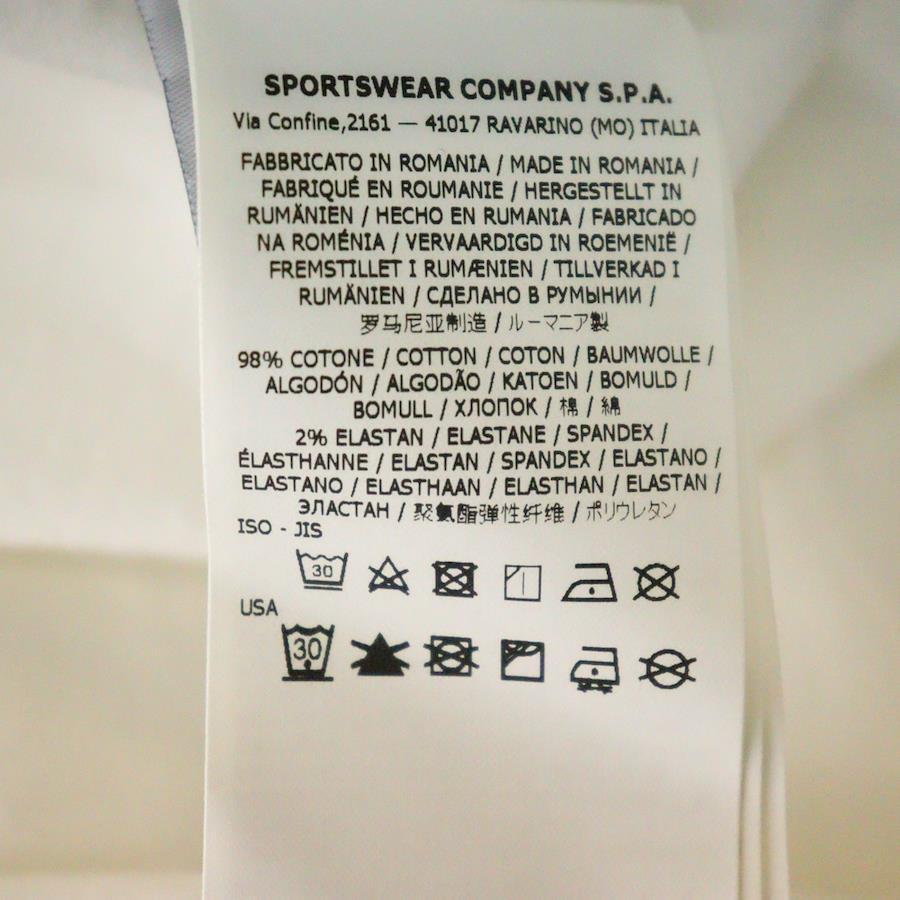 SPORTSWEAR COMPANY S.P.A.
Via Confine,2161 — 41017 RAVARINO (MO) ITALIA
FABBRICATO IN ROMANIA / MADE IN ROMANIA /
FABRIQUÉ EN ROUMANIE / HERGESTELLT IN
RUMÄNIEN / HECHO EN RUMANIA / FABRICADO
NA ROMÉNIA / VERVAARDIGD IN ROEMENIË /
FREMSTILLET I RUMÆNIEN / TILLVERKAD I
RUMÄNIEN / СДЕЛАНО В РУМЫНИИ /
罗马尼亚制造 / ルーマニア製
98% COTONE / COTTON / COTON / BAUMWOLLE /
ALGODÓN / ALGODÃO / KATOEN / BOMULD /
BOMULL / ХЛОПОК / 棉 / 綿
2% ELASTAN / ELASTANE / SPANDEX /
ÉLASTHANNE / ELASTAN / SPANDEX / ELASTANO /
ELASTANO / ELASTHAAN / ELASTHAN / ELASTAN /
ЭЛАСТАН / 聚氨酯弹性纤维 / ポリウレタン
ISO - JIS
30
USA
30